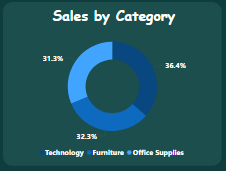 Sales by Category
31.3%
36.4%
32.3%
Technology Furniture Office Supplies